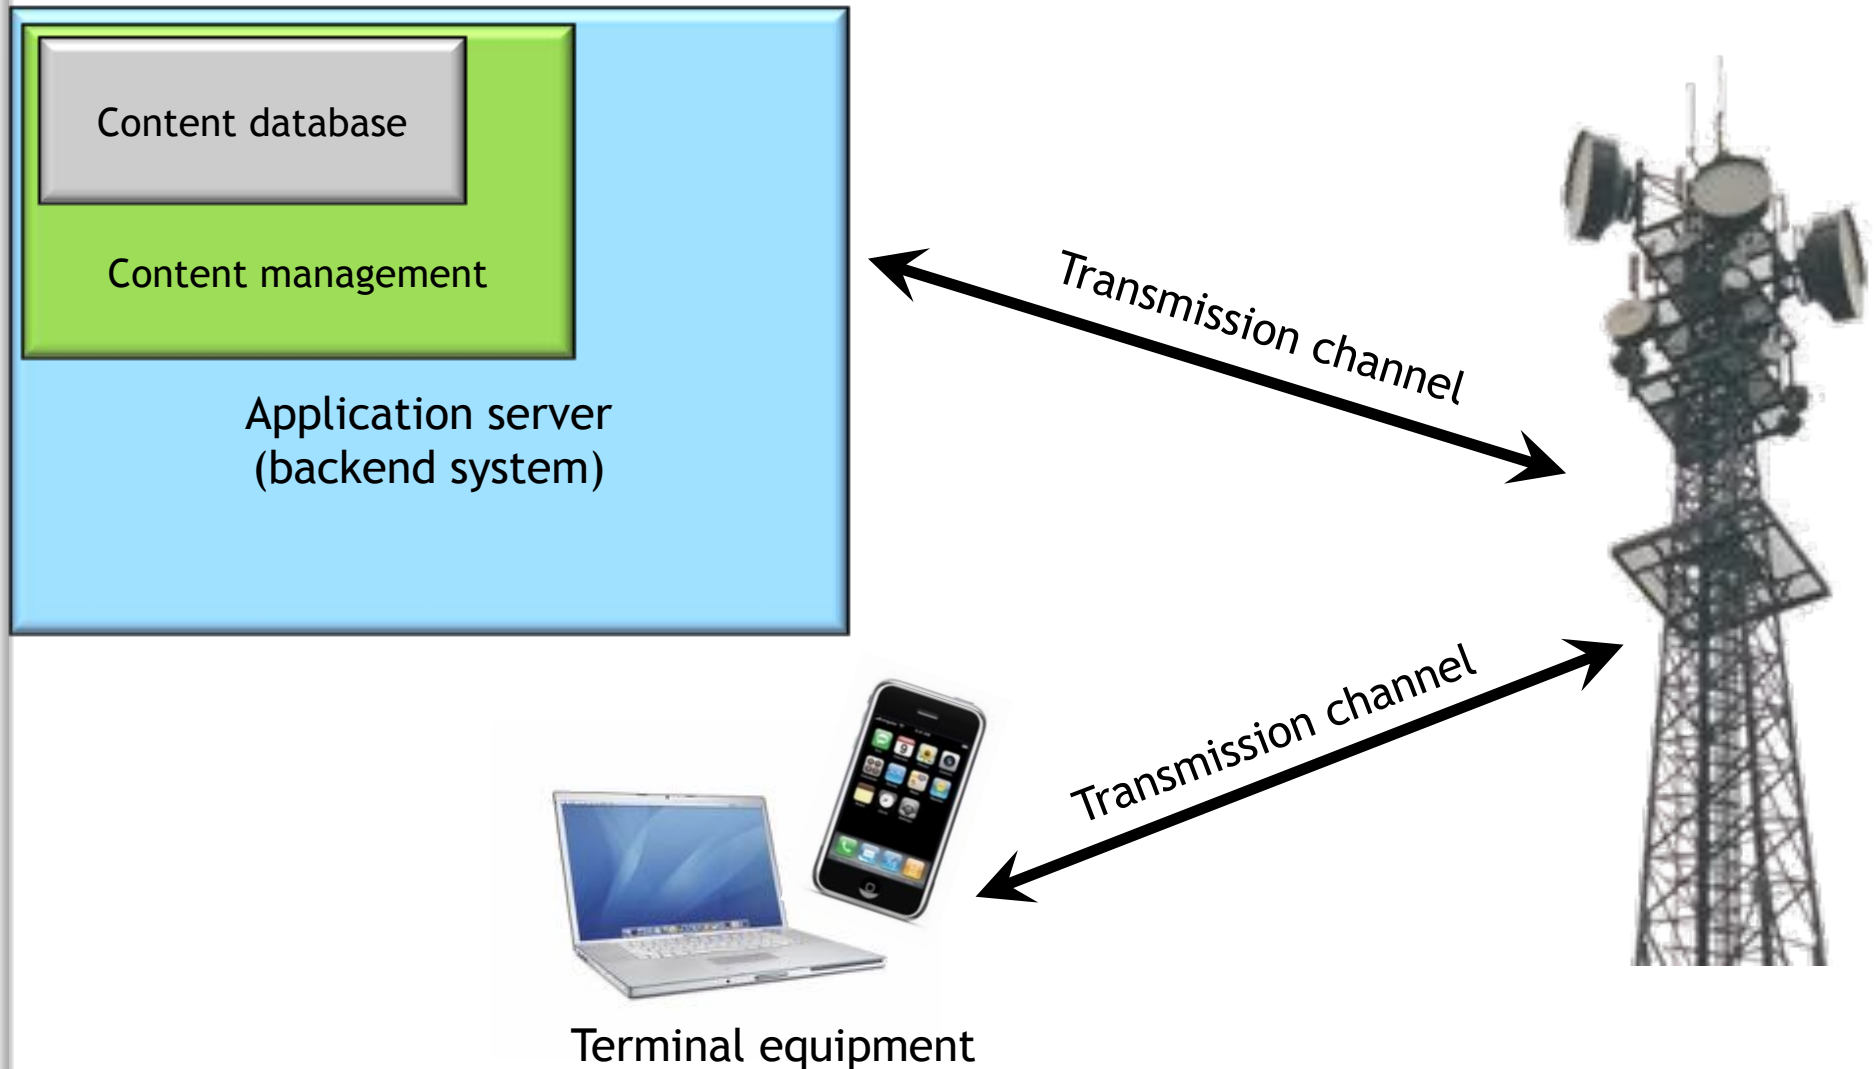 Content database
Content management
Application server
(backend system)
Transmission channel
Transmission channel
Terminal equipment